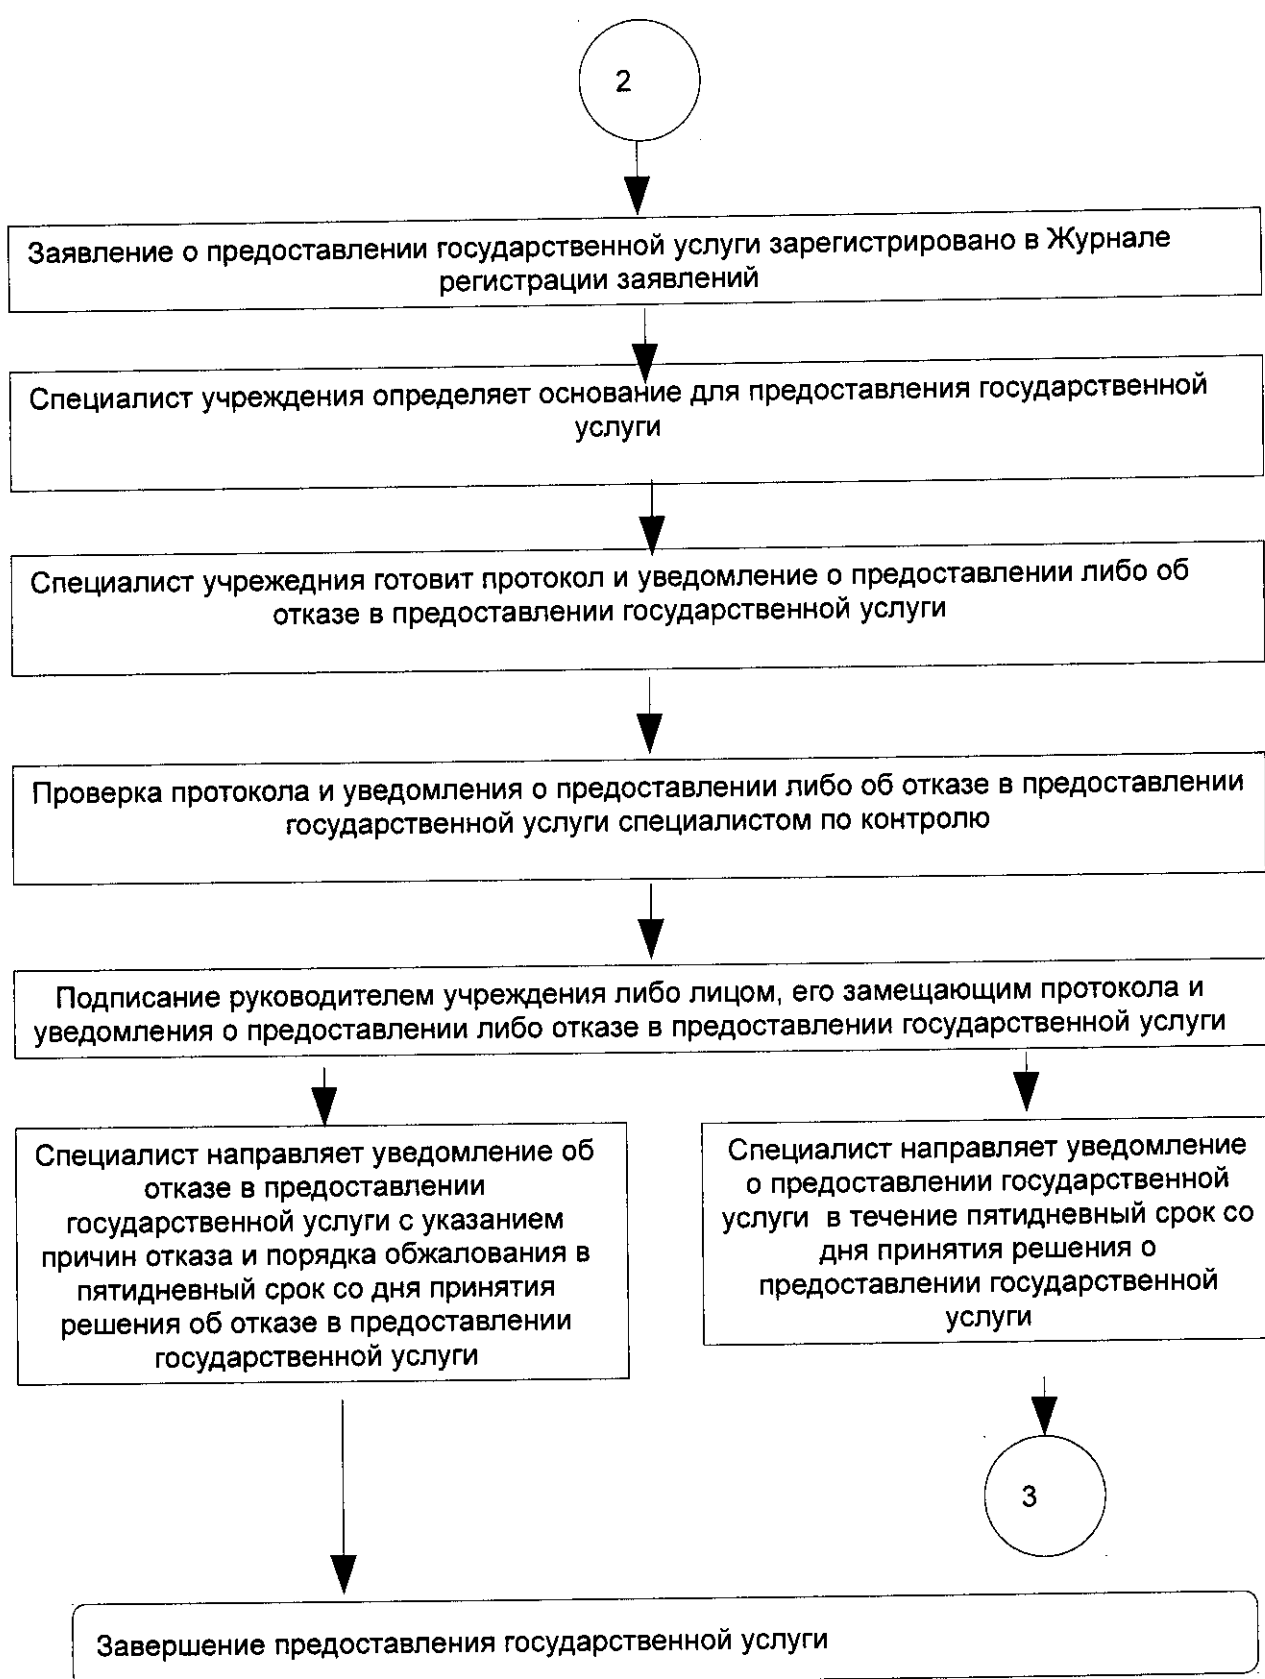 2
Заявление о предоставлении государственной услуги зарегистрировано в Журнале
регистрации заявлений
Специалист учреждения определяет основание для предоставления государственной
услуги
Специалист учрежедния готовит протокол и уведомление о предоставлении либо об
отказе в предоставлении государственной услуги
Проверка протокола и уведомления о предоставлении либо об отказе в предоставлении
государственной услуги специалистом по контролю
Подписание руководителем учреждения либо лицом, его замещающим протокола и
уведомления о предоставлении либо отказе в предоставлении государственной услуги
Специалист направляет уведомление об
отказе в предоставлении
государственной услуги с указанием
причин отказа и порядка обжалования в
пятидневный срок со дня принятия
решения об отказе в предоставлении
государственной услуги
Специалист направляет уведомление
о предоставлении государственной
услуги в течение пятидневный срок со
дня принятия решения о
предоставлении государственной
услуги
3
Завершение предоставления государственной услуги